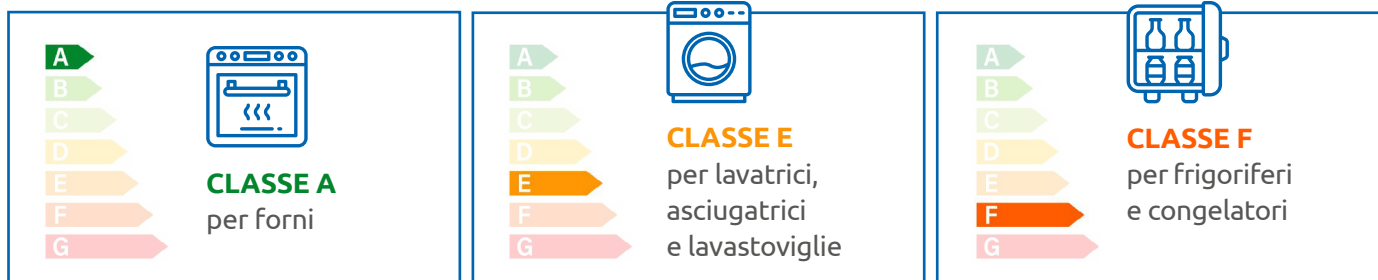 A
B
C
D
E
F
G
CLASSE A
per forni
A
B
C
D
E
F
G
CLASSE E
per lavatrici,
asciugatrici
e lavastoviglie
A
B
C
D
E
F
G
CLASSE F
per frigoriferi
e congelatori